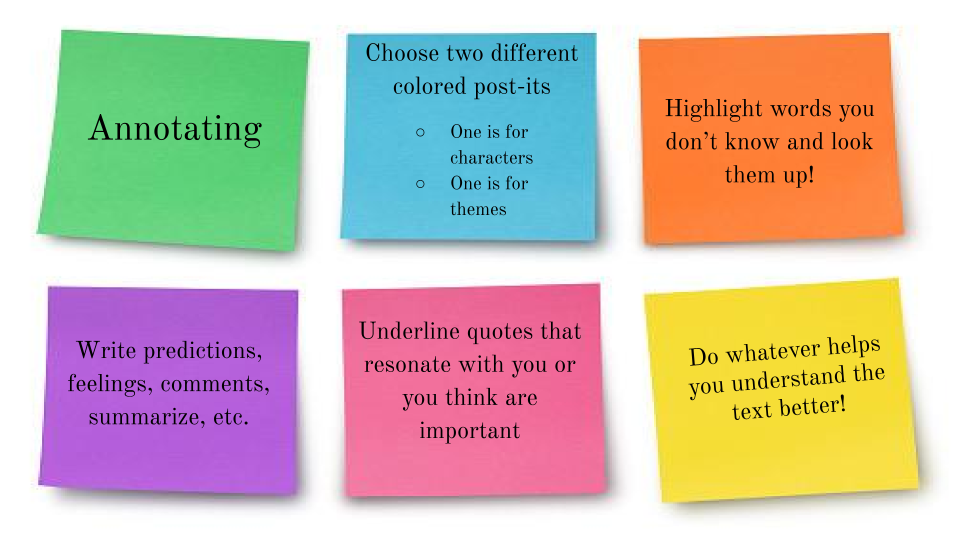 Annotating
Choose two different
colored post-its
○ One is for
characters
○ One is for
themes
Highlight words you
don’t know and look
them up!
Write predictions,
feelings, comments,
summarize, etc.
Underline quotes that
resonate with you or
you think are
important
Do whatever helps
you understand the
text better!